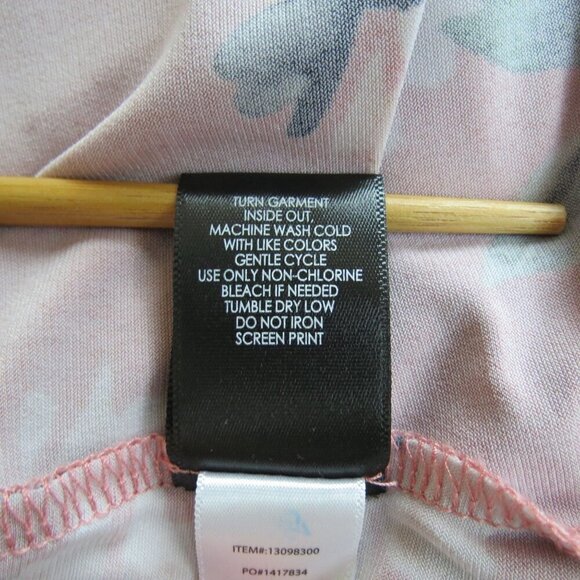 TURN GARMENT
INSIDE OUT,
MACHINE WASH COLD
WITH LIKE COLORS
GENTLE CYCLE
USE ONLY NON-CHLORINE
BLEACH IF NEEDED
TUMBLE DRY LOW
DO NOT IRON
SCREEN PRINT
ITEM#:13098300
PO#1417834